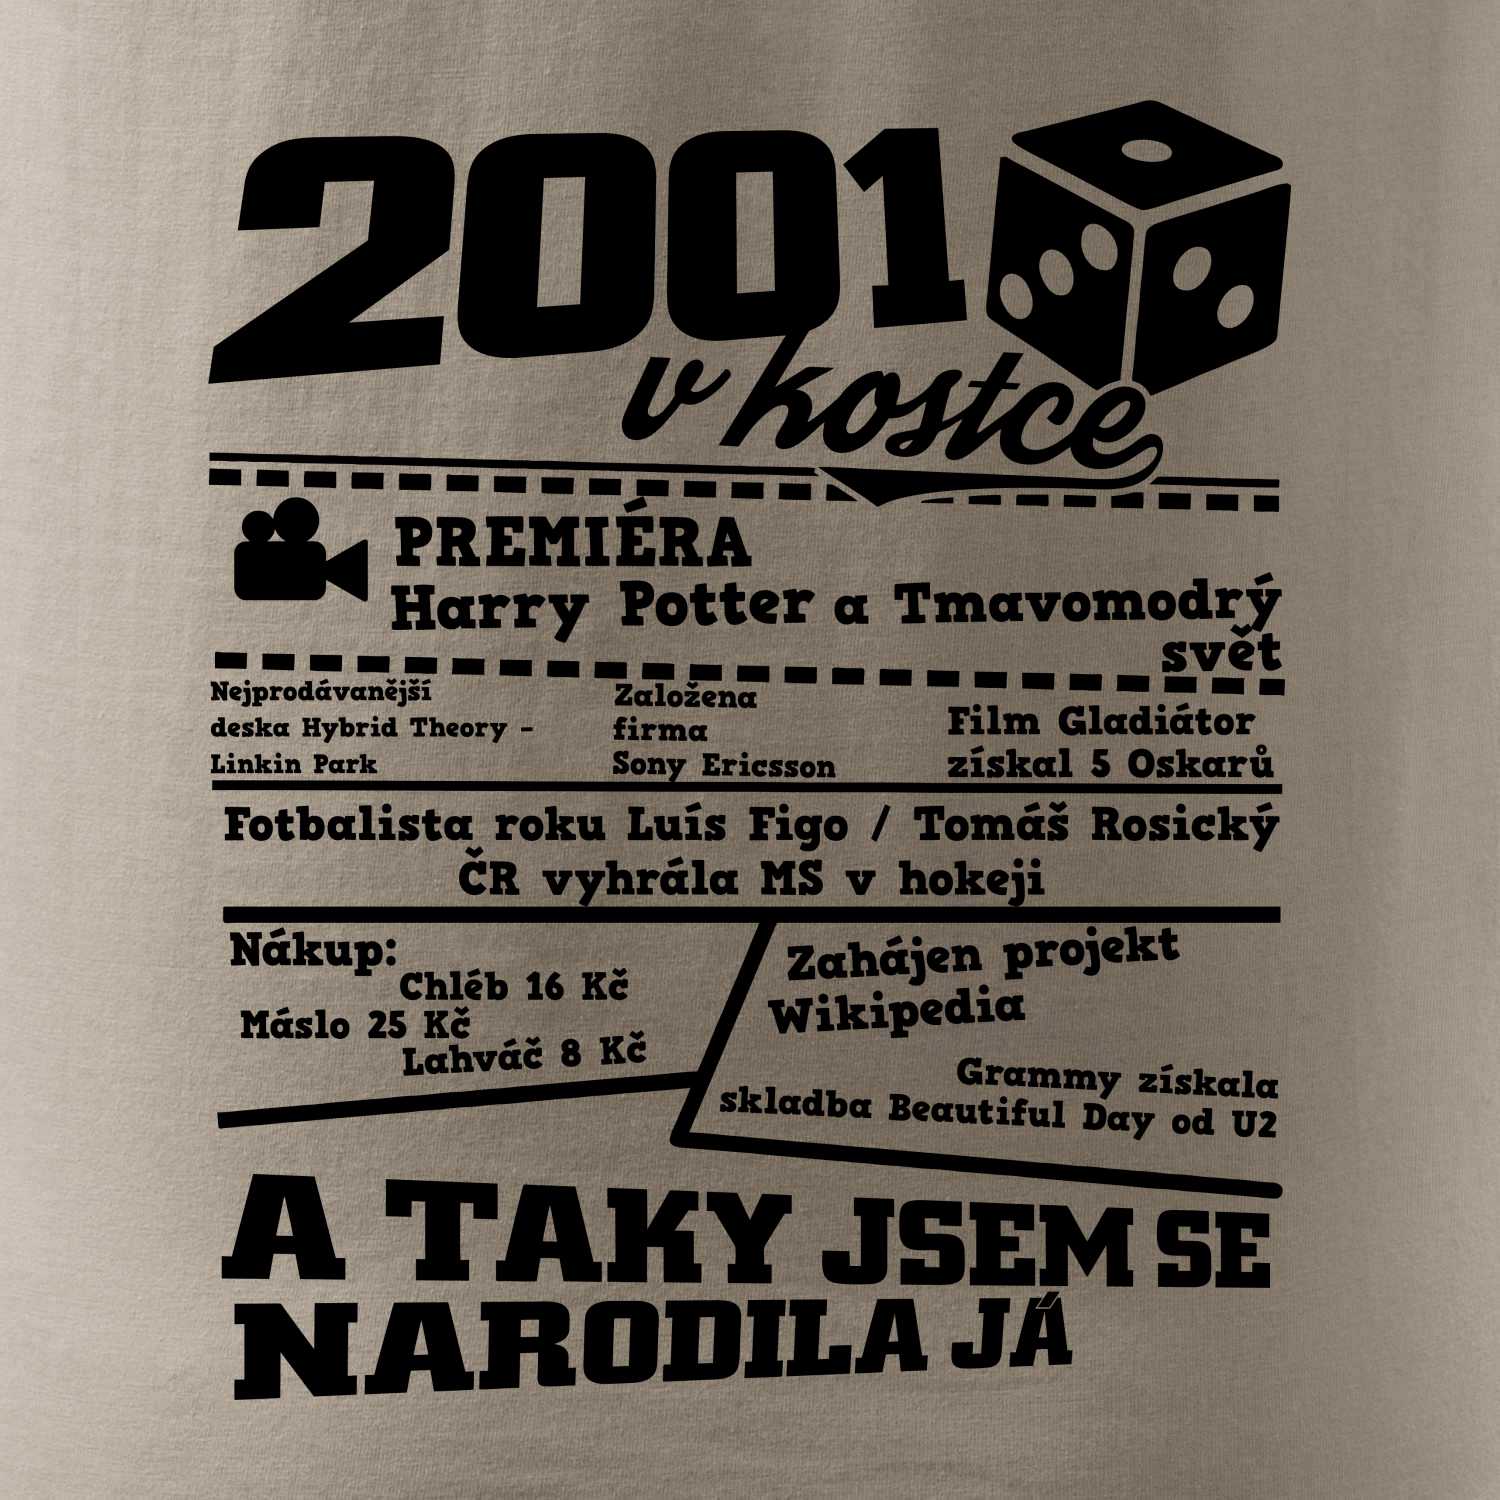 2001
v kostce
PREMIÉRA
Harry Potter a Tmavomodrý
svět
Nejprodávanější
deska Hybrid Theory –
Linkin Park
Založena
firma
Sony Ericsson
Film Gladiátor
získal 5 Oskarů
Fotbalista roku Luís Figo / Tomáš Rosický
ČR vyhrála MS v hokeji
Nákup:
Chléb 16 Kč
Máslo 25 Kč
Lahváč 8 Kč
Zahájen projekt
Wikipedia
Grammy získala
skladba Beautiful Day od U2
A TAKY JSEM SE
NARODILA JÁ